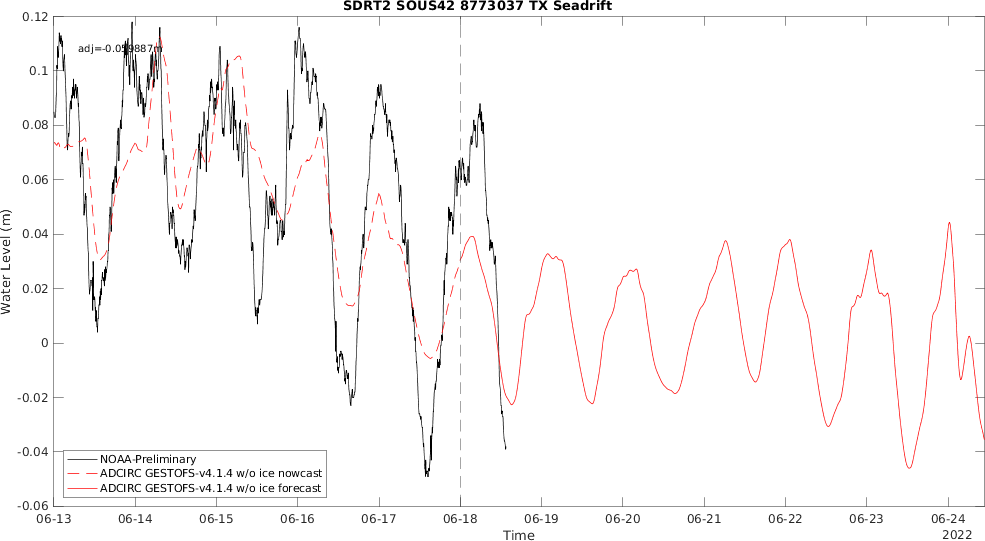 SDRT2 SOUS42 8773037 TX Seadrift
0.12
0.1
0.08
0.06
0.04
0.02
0
-0.02
-0.04
-0.06
Water Level (m)
NOAA-Preliminary
ADCIRC GESTOFS-v4.1.4 w/o ice nowcast
ADCIRC GESTOFS-v4.1.4 w/o ice forecast
06-13 06-14 06-15 06-16 06-17 06-18 06-19 06-20 06-21 06-22 06-23 06-24
Time
2022